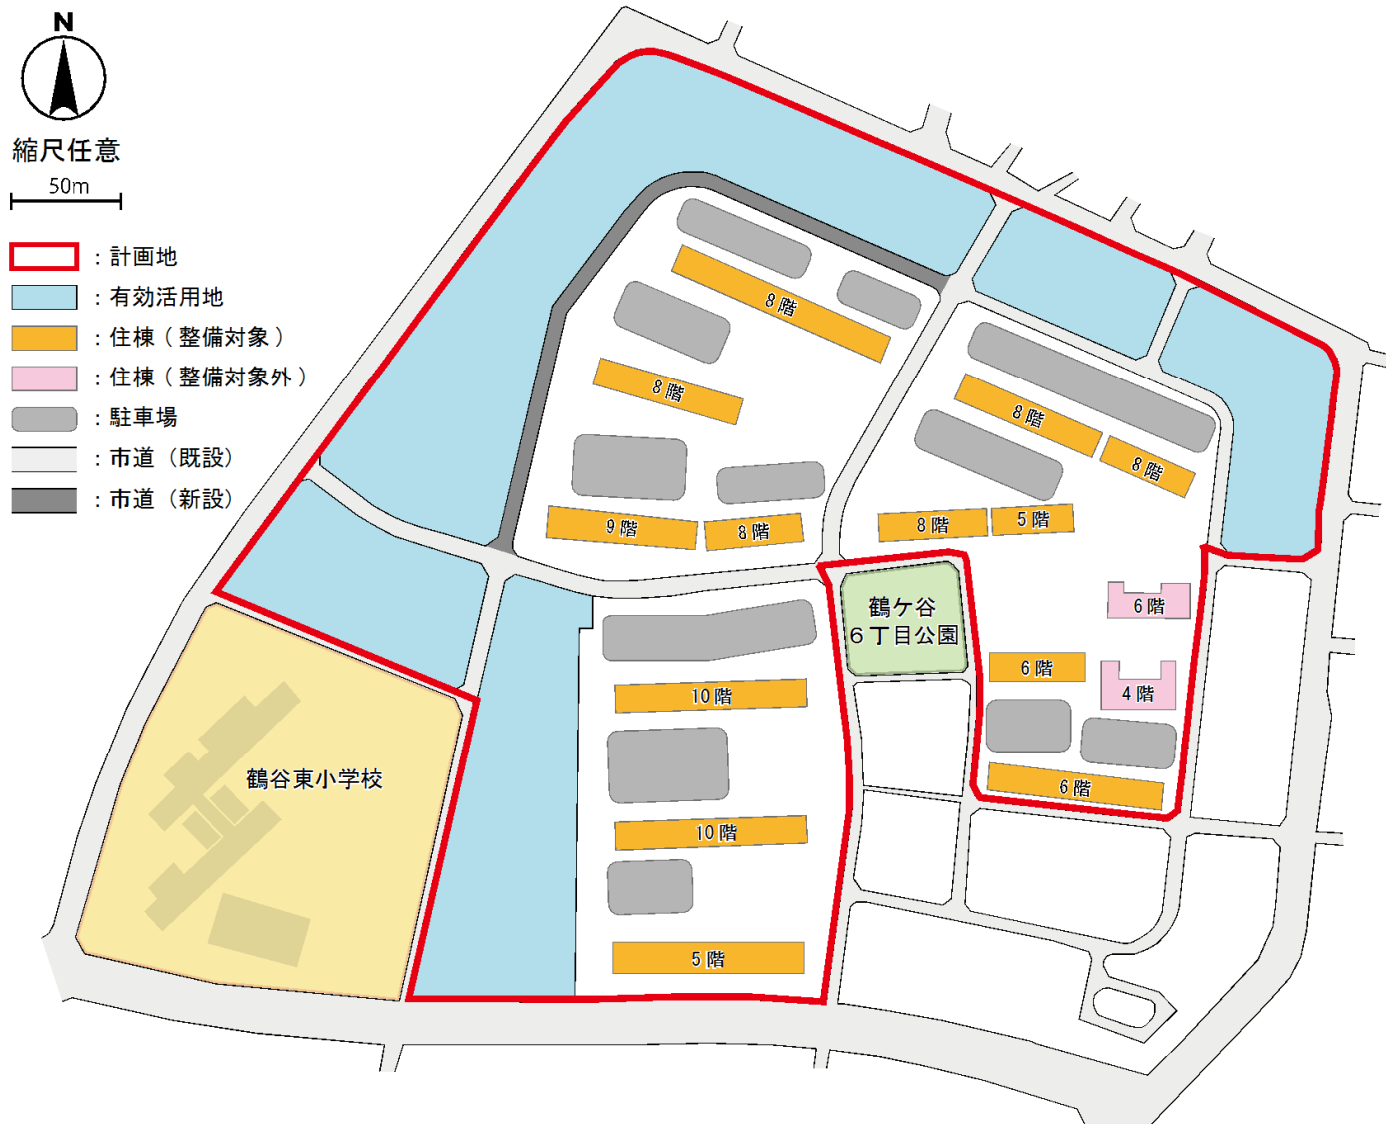 N
縮尺任意
50m
：計画地
：有効活用地
：住棟（整備対象）
：住棟（整備対象外）
：駐車場
：市道（既設）
：市道（新設）
8階
8階
8階
8階
9階
8階
8階
5階
鶴ケ谷
６丁目公園
6階
6階
4階
10階
鶴谷東小学校
6階
10階
5階